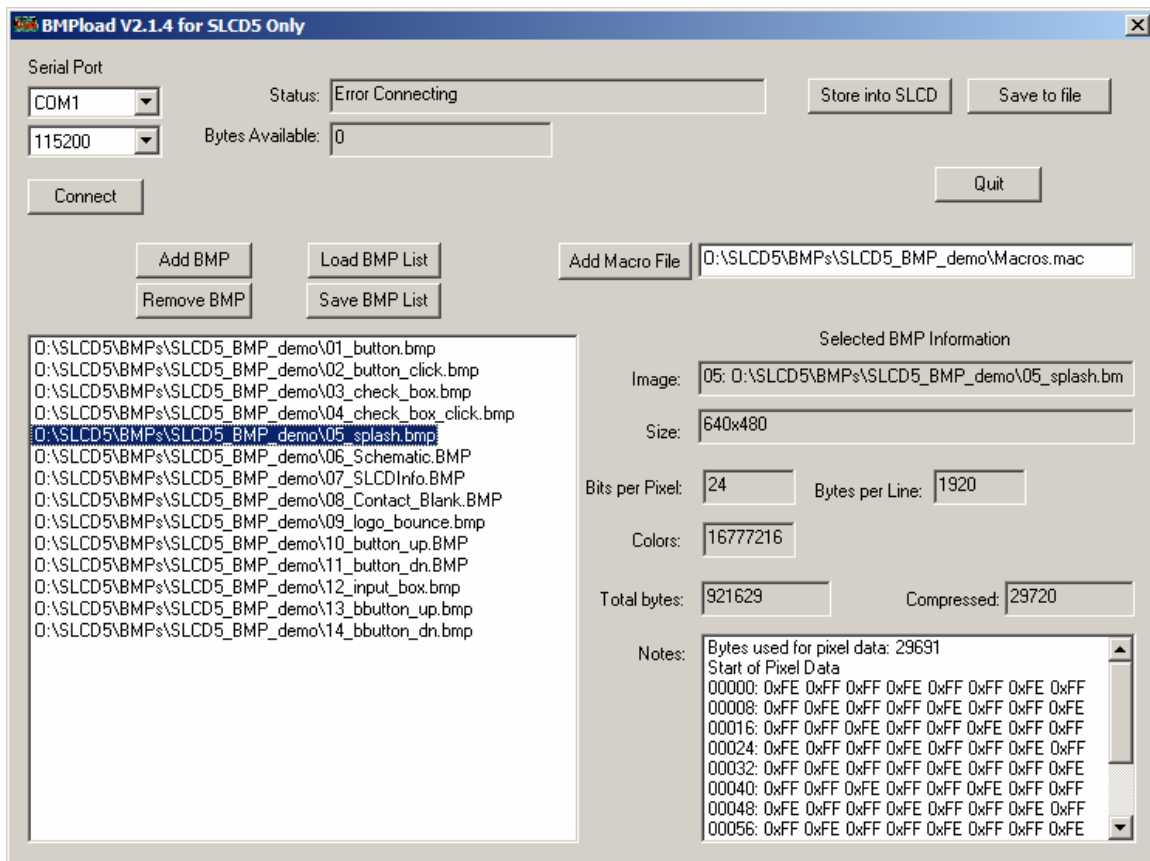 BMPload V2.1.4 for SLCD5 Only
Serial Port
COM1
Status: Error Connecting
Store into SLCD
Save to file
115200
Bytes Available: 0
Connect
Quit
Add BMP
Load BMP List
Add Macro File
O:\SLCD5\BMPs\SLCD5_BMP_demo\Macros.mac
Remove BMP
Save BMP List
O:\SLCD5\BMPs\SLCD5_BMP_demo\01_button.bmp
O:\SLCD5\BMPs\SLCD5_BMP_demo\02_button_click.bmp
O:\SLCD5\BMPs\SLCD5_BMP_demo\03_check_box.bmp
O:\SLCD5\BMPs\SLCD5_BMP_demo\04_check_box_click.bmp
O:\SLCD5\BMPs\SLCD5_BMP_demo\05_splash.bmp
O:\SLCD5\BMPs\SLCD5_BMP_demo\06_Schematic.BMP
O:\SLCD5\BMPs\SLCD5_BMP_demo\07_SLCDInfo.BMP
O:\SLCD5\BMPs\SLCD5_BMP_demo\08_Contact_Blank.BMP
O:\SLCD5\BMPs\SLCD5_BMP_demo\09_logo_bounce.bmp
O:\SLCD5\BMPs\SLCD5_BMP_demo\10_button_up.BMP
O:\SLCD5\BMPs\SLCD5_BMP_demo\11_button_dn.BMP
O:\SLCD5\BMPs\SLCD5_BMP_demo\12_input_box.bmp
O:\SLCD5\BMPs\SLCD5_BMP_demo\13_bbutton_up.bmp
O:\SLCD5\BMPs\SLCD5_BMP_demo\14_bbutton_dn.bmp
Selected BMP Information
Image: 05: O:\SLCD5\BMPs\SLCD5_BMP_demo\05_splash.bm
Size: 640x480
Bits per Pixel: 24
Bytes per Line: 1920
Colors: 16777216
Total bytes: 921629
Compressed: 29720
Notes:
Bytes used for pixel data: 29691
Start of Pixel Data
00000: 0xFE 0xFF 0xFF 0xFE 0xFF 0xFF 0xFE 0xFF
00008: 0xFF 0xFE 0xFF 0xFF 0xFE 0xFF 0xFF 0xFE
00016: 0xFF 0xFF 0xFE 0xFF 0xFF 0xFE 0xFF 0xFF
00024: 0xFE 0xFF 0xFF 0xFE 0xFF 0xFF 0xFE 0xFF
00032: 0xFF 0xFE 0xFF 0xFF 0xFE 0xFF 0xFF 0xFE
00040: 0xFF 0xFF 0xFE 0xFF 0xFF 0xFE 0xFF 0xFF
00048: 0xFE 0xFF 0xFF 0xFE 0xFF 0xFF 0xFE 0xFF
00056: 0xFF 0xFE 0xFF 0xFF 0xFE 0xFF 0xFF 0xFE